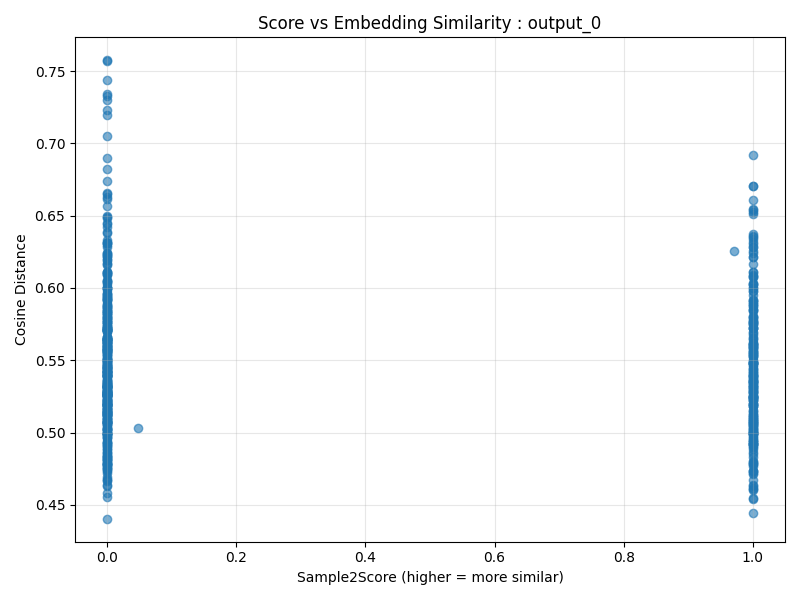 Score vs Embedding Similarity : output_0
Cosine Distance
0.75
0.70
0.65
0.60
0.55
0.50
0.45
0.0 0.2 0.4 0.6 0.8 1.0
Sample2Score (higher = more similar)